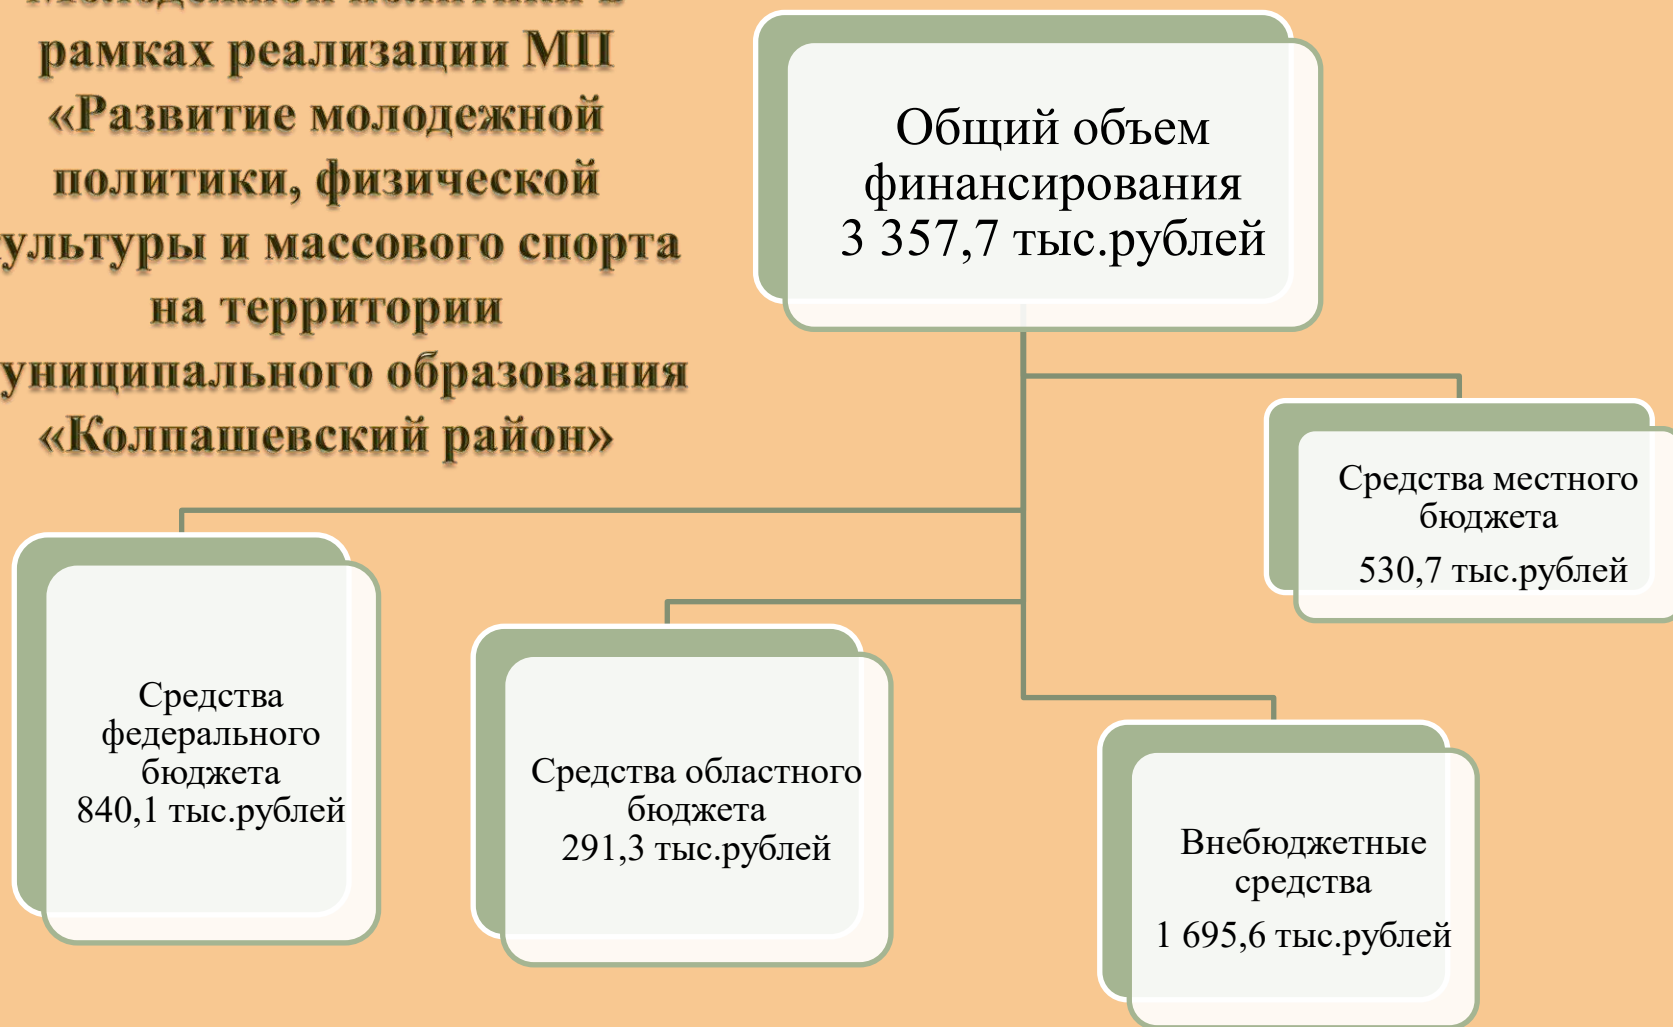 рамках реализации МП
«Развитие молодежной
политики, физической
ультуры и массового спорта
на территории
униципального образования
«Колпашевский район»
Общий объем
финансирования
3 357,7 тыс.рублей
Средства местного
бюджета
530,7 тыс.рублей
Средства
федерального
бюджета
840,1 тыс.рублей
Средства областного
бюджета
291,3 тыс.рублей
Внебюджетные
средства
1 695,6 тыс.рублей